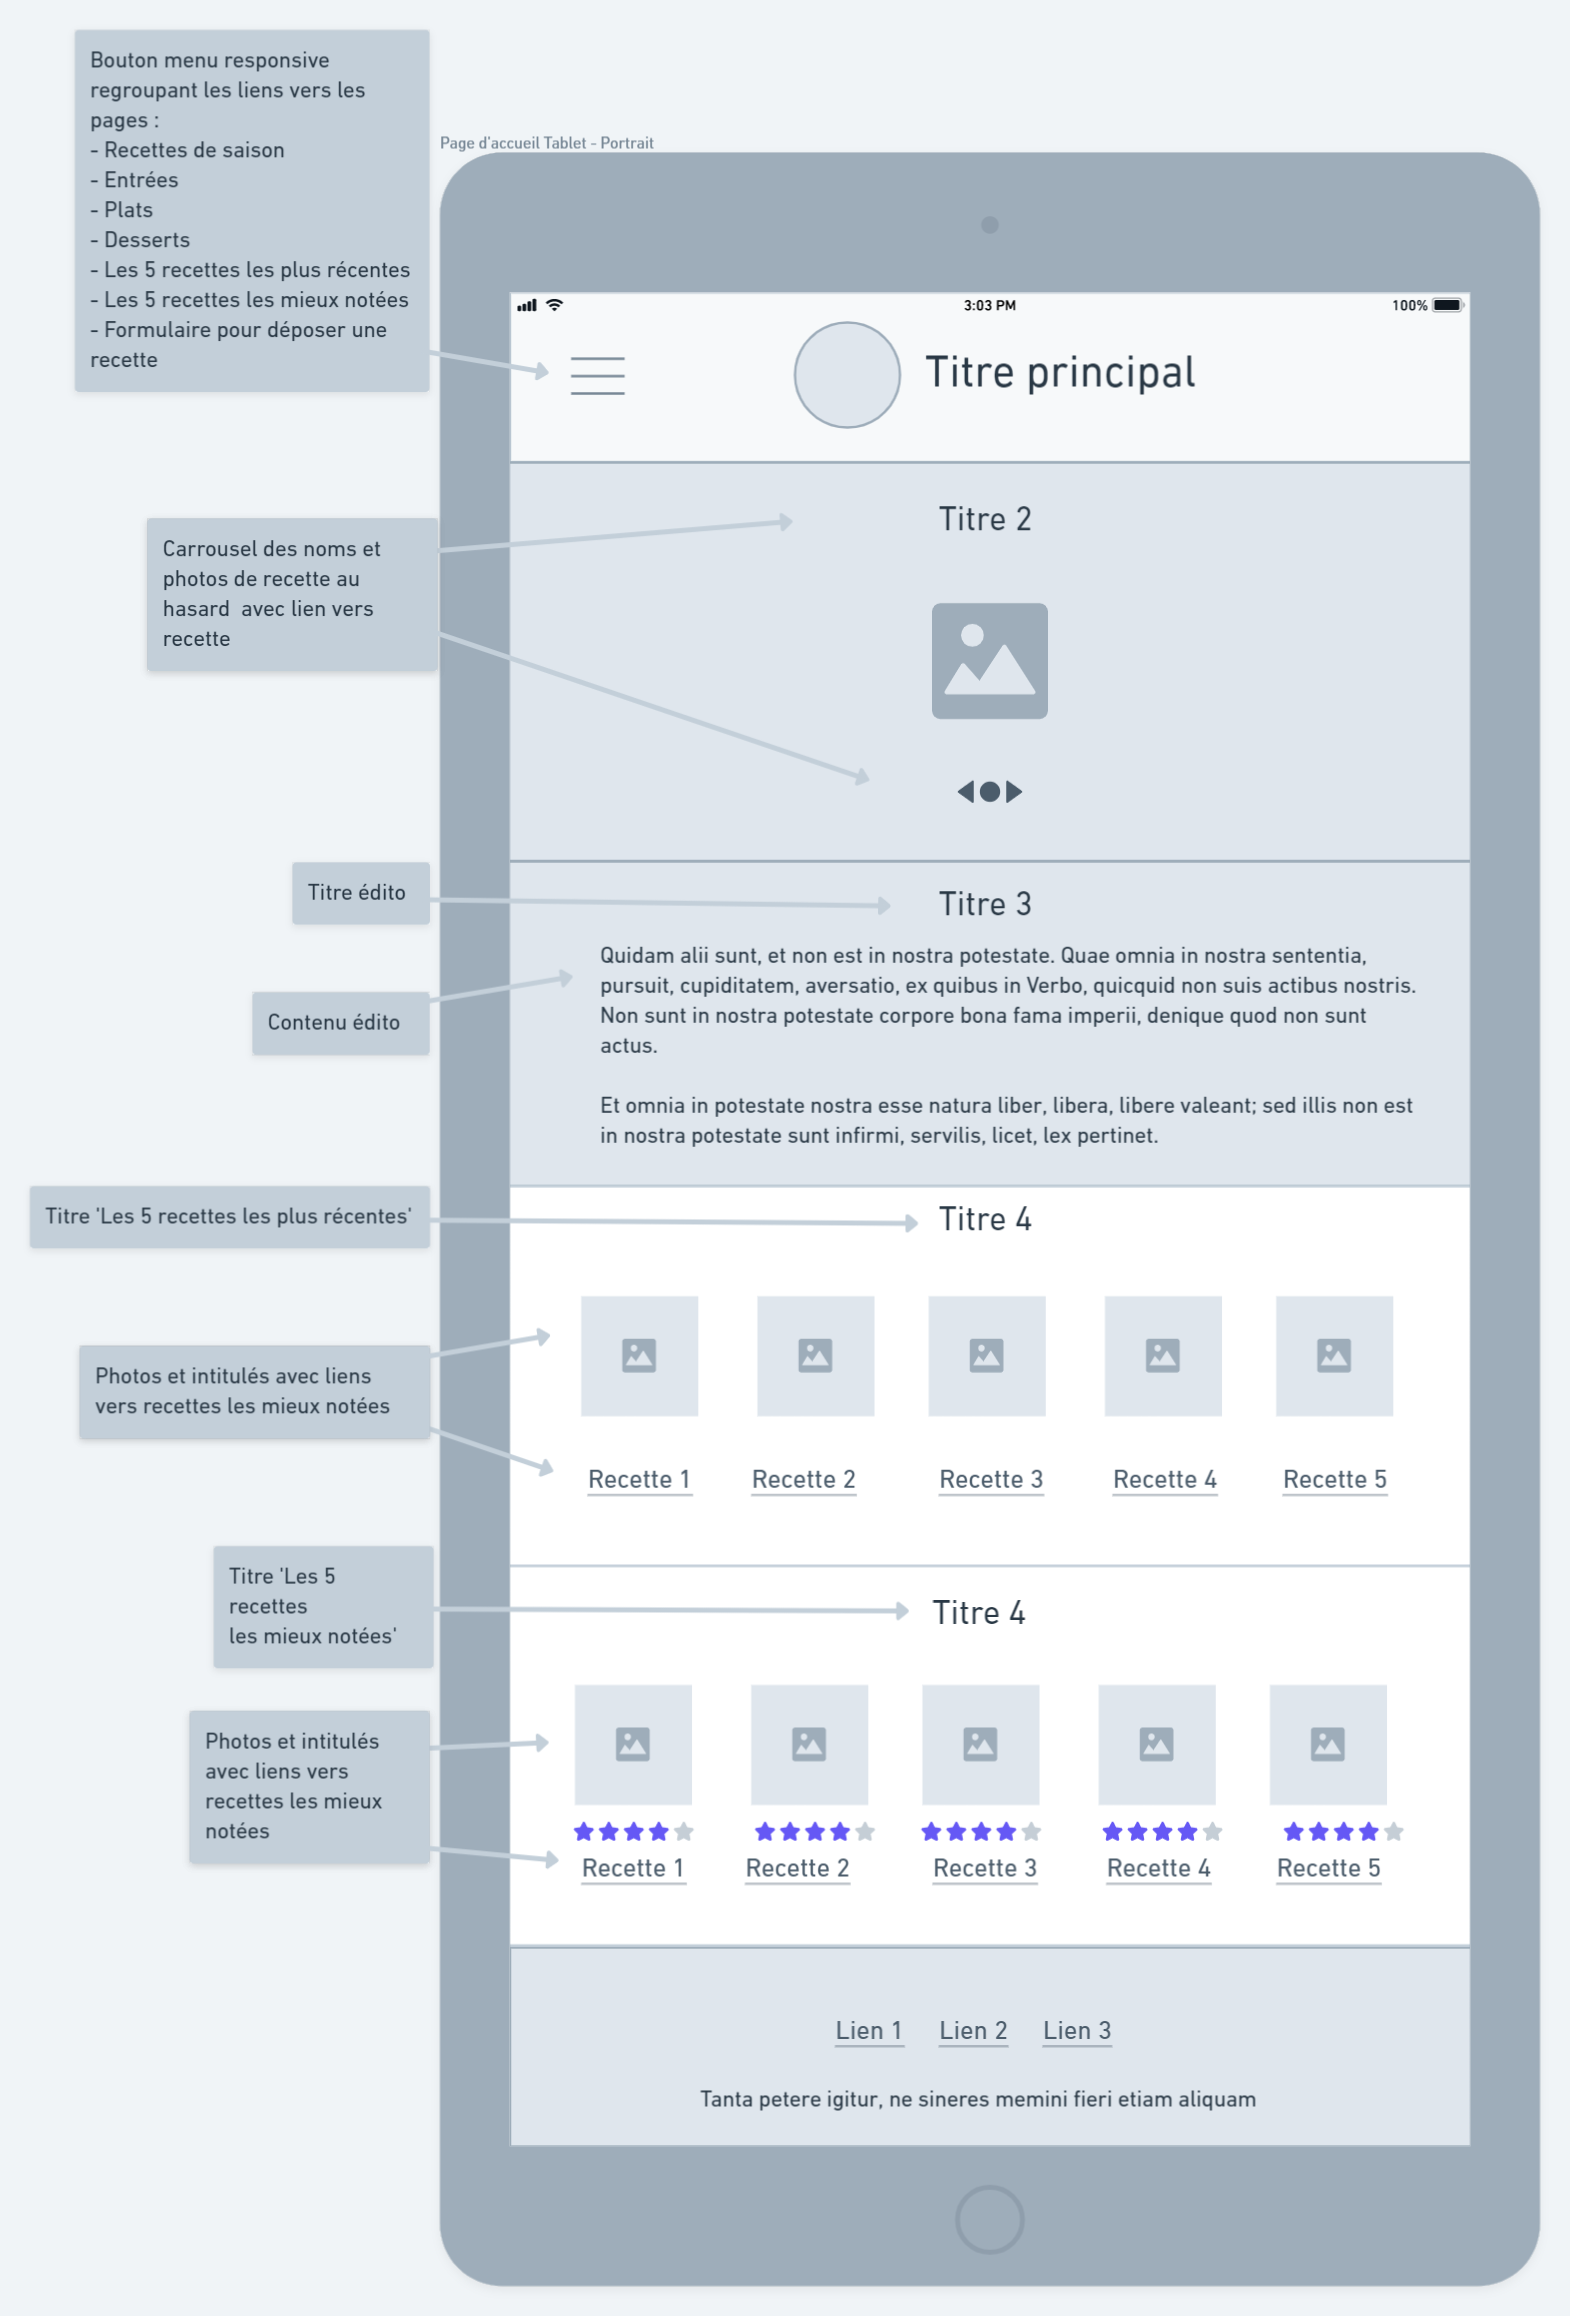 Bouton menu responsive
regroupant les liens vers les
pages :
- Recettes de saison
- Entrées
- Plats
- Desserts
- Les 5 recettes les plus récentes
- Les 5 recettes les mieux notées
- Formulaire pour déposer une
recette
Page d'accueil Tablet - Portrait
3:03 PM
100%
Titre principal
Carrousel des noms et
photos de recette au
hasard  avec lien vers
recette
Titre 2
Titre édito
Titre 3
Contenu édito
Quidam alii sunt, et non est in nostra potestate. Quae omnia in nostra sententia,
pursuit, cupiditatem, aversatio, ex quibus in Verbo, quicquid non suis actibus nostris.
Non sunt in nostra potestate corpore bona fama imperii, denique quod non sunt
actus.
Et omnia in potestate nostra esse natura liber, libera, libere valeant; sed illis non est
in nostra potestate sunt infirmi, servilis, licet, lex pertinet.
Titre 'Les 5 recettes les plus récentes'
Titre 4
Photos et intitulés avec liens
vers recettes les mieux notées
Recette 1 Recette 2 Recette 3 Recette 4 Recette 5
Titre 'Les 5
recettes
les mieux notées'
Titre 4
Photos et intitulés
avec liens vers
recettes les mieux
notées
Recette 1 Recette 2 Recette 3 Recette 4 Recette 5
Lien 1 Lien 2 Lien 3
Tanta petere igitur, ne sineres memini fieri etiam aliquam